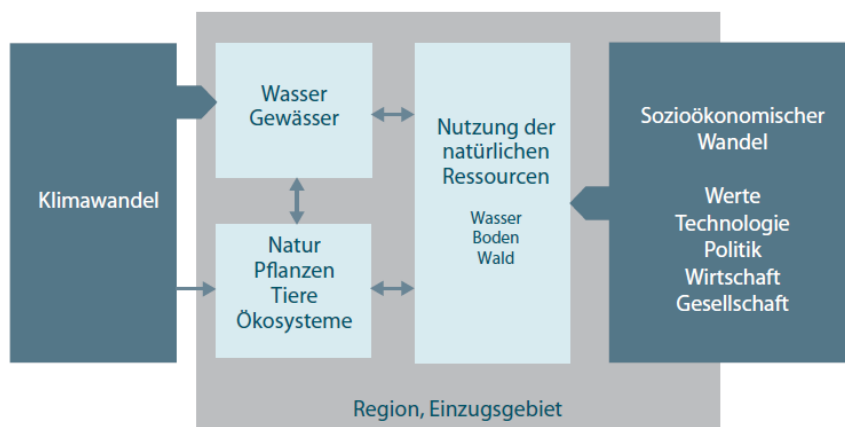 Klimawandel
Wasser
Gewässer
Natur
Pflanzen
Tiere
Ökosysteme
Nutzung der
natürlichen
Ressourcen
Wasser
Boden
Wald
Sozioökonomischer
Wandel
Werte
Technologie
Politik
Wirtschaft
Gesellschaft
Region, Einzugsgebiet